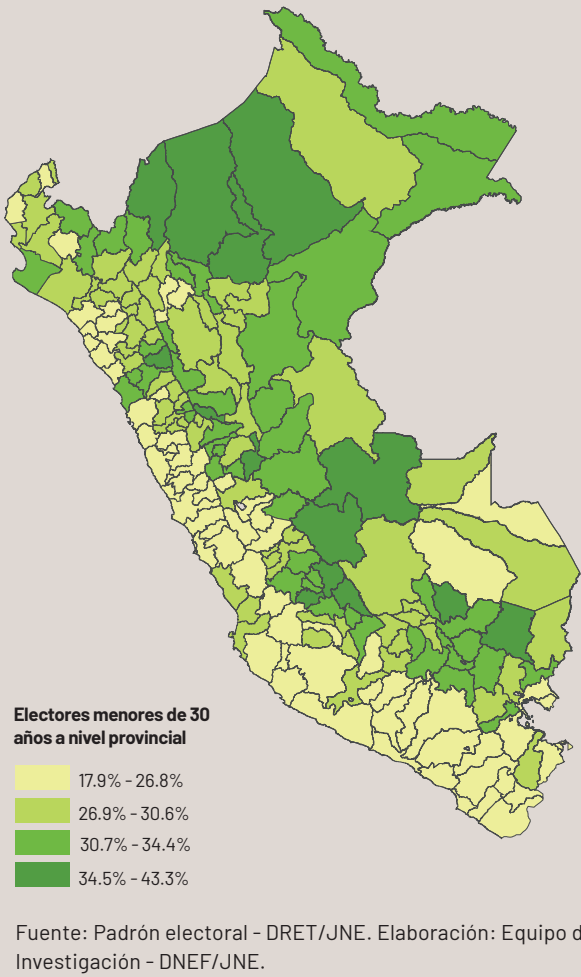 Electores menores de 30
años a nivel provincial
17.9% - 26.8%
26.9% - 30.6%
30.7% - 34.4%
34.5% - 43.3%
Fuente: Padrón electoral - DRET/JNE. Elaboración: Equipo d
Investigación - DNEF/JNE.